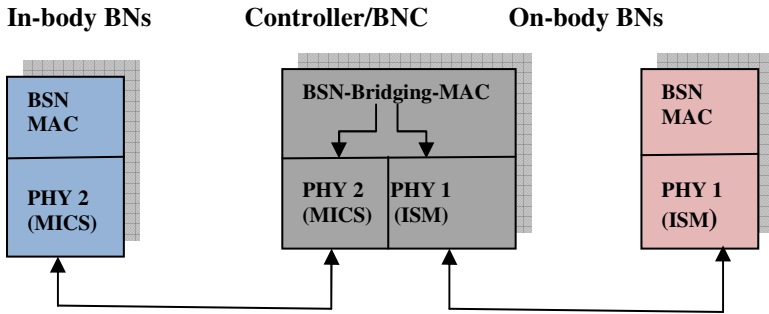 In-body BNs
Controller/BNC
On-body BNs
BSN
MAC
PHY 2
(MICS)
BSN-Bridging-MAC
PHY 2
(MICS)
PHY 1
(ISM)
BSN
MAC
PHY 1
(ISM)